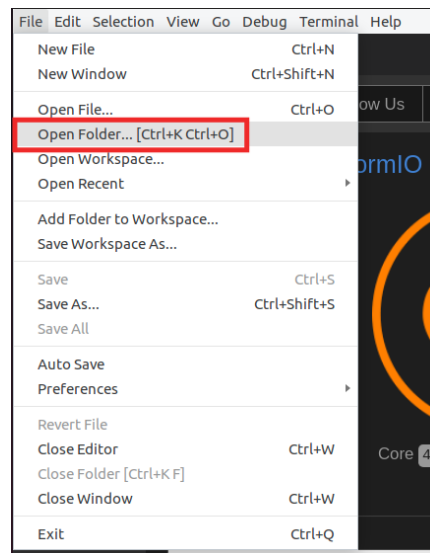 File Edit Selection View Go Debug Terminal Help
New File Ctrl+N
New Window Ctrl+Shift+N
Open File... Ctrl+O
ow Us
Open Folder... [Ctrl+K Ctrl+O]
Open Workspace...
ormIO
Open Recent
Add Folder to Workspace...
Save Workspace As...
Save Ctrl+S
Save As... Ctrl+Shift+S
Save All
Auto Save
Preferences
Revert File
Close Editor Ctrl+W
Core 4
Close Folder [Ctrl+K F]
Close Window Ctrl+W
Exit Ctrl+Q